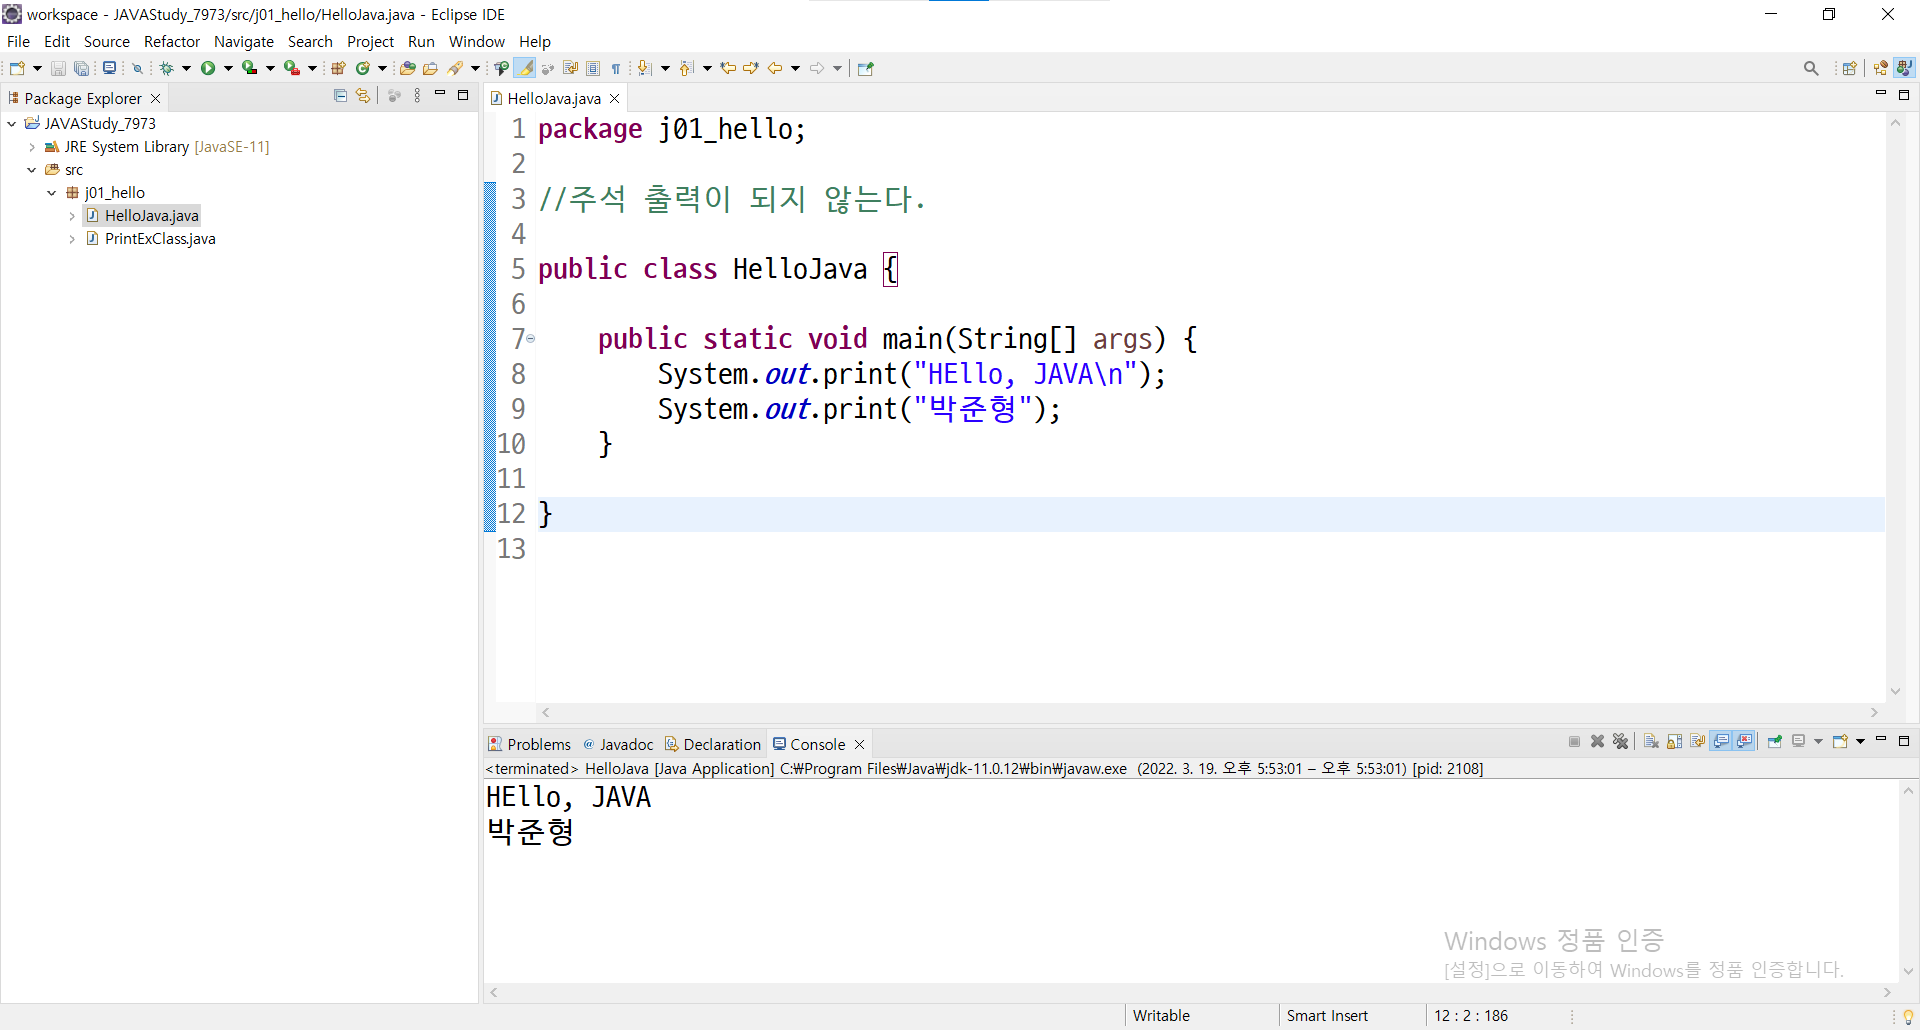 workspace - JAVAStudy_7973/src/j01_hello/HelloJava.java - Eclipse IDE
File Edit Source Refactor Navigate Search Project Run Window Help
Package Explorer
JAVAStudy_7973
JRE System Library [JavaSE-11]
src
j01_hello
HelloJava.java
PrintExClass.java
HelloJava.java
1 package j01_hello;
2
3 //주석 출력이 되지 않는다.
4
5 public class HelloJava {
6
7 public static void main(String[] args) {
8 System.out.print("HEllo, JAVA\n");
9 System.out.print("박준형");
10 }
11
12 }
13
Problems Javadoc Declaration Console
<terminated> HelloJava [Java Application] C:₩Program Files₩Java₩jdk-11.0.12₩bin₩javaw.exe (2022. 3. 19. 오후 5:53:01 – 오후 5:53:01) [pid: 2108]
HEllo, JAVA
박준형
Windows 정품 인증
[설정]으로 이동하여 Windows를 정품 인증합니다.
Writable Smart Insert 12 : 2 : 186